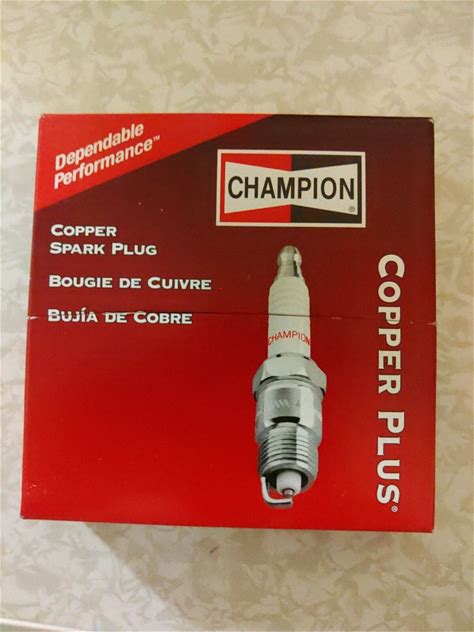 Dependable
Performance™
CHAMPION®
COPPER
SPARK PLUG
BOUGIE DE CUIVRE
BUJÍA DE COBRE
CHAMPION
COPPER PLUS®